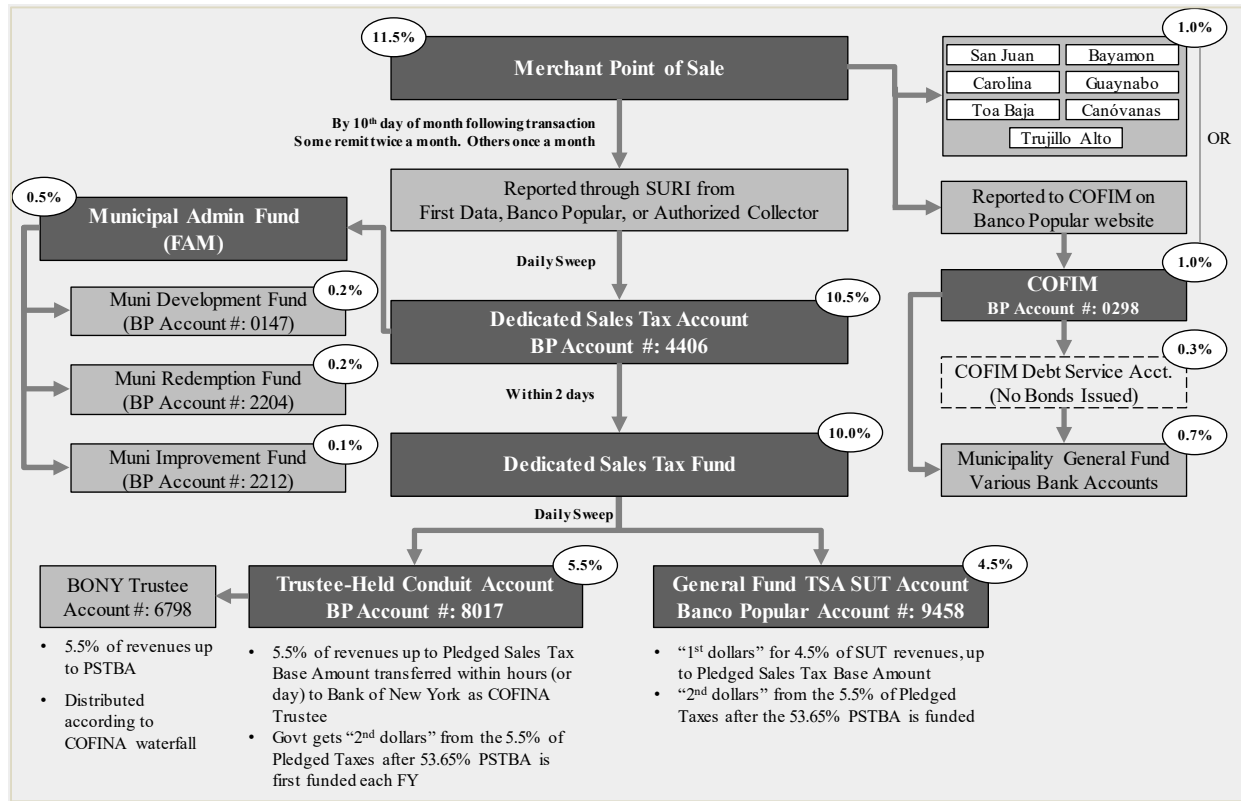 11.5%
Merchant Point of Sale
1.0%
San Juan
Bayamon
Carolina
Guaynabo
Toa Baja
Canóvanas
Trujillo Alto
OR
By 10th day of month following transaction
Some remit twice a month. Others once a month
Reported through SURI from
First Data, Banco Popular, or Authorized Collector
Reported to COFIM on
Banco Popular website
0.5%
Municipal Admin Fund
(FAM)
Daily Sweep
1.0%
COFIM
BP Account #: 0298
0.2%
Muni Development Fund
(BP Account #: 0147)
10.5%
Dedicated Sales Tax Account
BP Account #: 4406
0.3%
COFIM Debt Service Acct.
(No Bonds Issued)
0.2%
Muni Redemption Fund
(BP Account #: 2204)
Within 2 days
0.1%
Muni Improvement Fund
(BP Account #: 2212)
10.0%
Dedicated Sales Tax Fund
0.7%
Municipality General Fund
Various Bank Accounts
Daily Sweep
BONY Trustee
Account #: 6798
• 5.5% of revenues up
to PSTBA
• Distributed
according to
COFINA waterfall
5.5%
Trustee-Held Conduit Account
BP Account #: 8017
• 5.5% of revenues up to Pledged Sales Tax
Base Amount transferred within hours (or
day) to Bank of New York as COFINA
Trustee
• Govt gets “2nd dollars” from the 5.5% of
Pledged Taxes after 53.65% PSTBA is
first funded each FY
4.5%
General Fund TSA SUT Account
Banco Popular Account #: 9458
• “1st dollars” for 4.5% of SUT revenues, up
to Pledged Sales Tax Base Amount
• “2nd dollars” from the 5.5% of Pledged
Taxes after the 53.65% PSTBA is funded